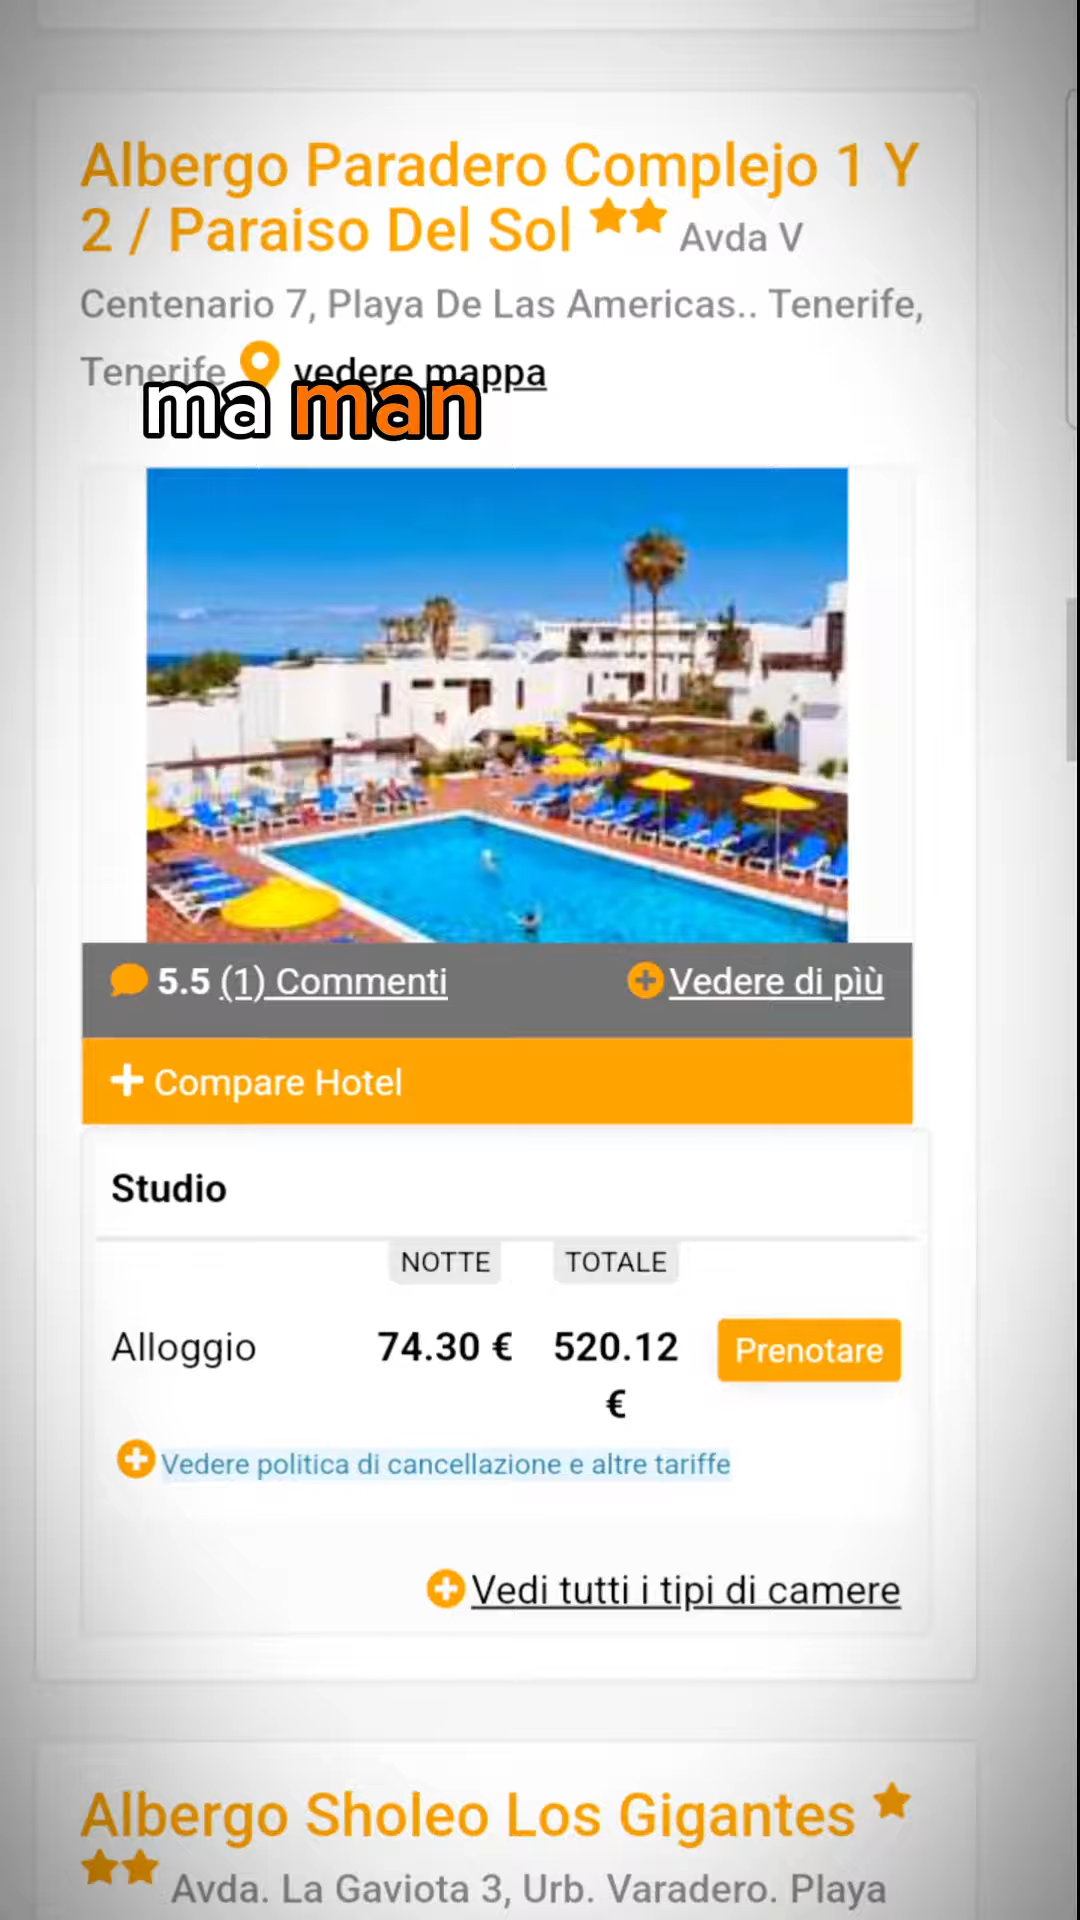 Albergo Paradero Complejo 1 Y
2 / Paraiso Del Sol Avda V
Centenario 7, Playa De Las Americas.. Tenerife,
Tenerife vedere mappa
ma man
5.5 (1) Commenti
Vedere di pìù
Compare Hotel
Studio
NOTTE TOTALE
Alloggio 74.30 € 520.12 € Prenotare
Vedere politica di cancellazione e altre tariffe
Vedi tutti i tipi di camere
Albergo Sholeo Los Gigantes
Avda. La Gaviota 3, Urb. Varadero. Playa